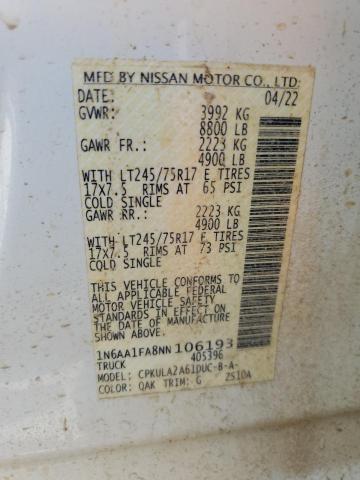 MFD BY NISSAN MOTOR CO., LTD.
DATE: 04/22
GVWR: 3992 KG
8800 LB
GAWR FR.: 2223 KG
4900 LB
WITH LT245/75R17 E TIRES
17X7.5 RIMS AT 65 PSI
COLD SINGLE
GAWR RR.: 2223 KG
4900 LB
WITH LT245/75R17 E TIRES
17X7.5 RIMS AT 73 PSI
COLD SINGLE
THIS VEHICLE CONFORMS TO ALL
APPLICABLE FEDERAL
MOTOR VEHICLE SAFETY
STANDARDS IN EFFECT ON
THE DATE OF MANUFACTURE
SHOWN ABOVE.
1N6AA1FA8NN106193
TRUCK 405396
MODEL: CPKULA2A61DUC-B-A-
COLOR: QAK TRIM: G ZS10A